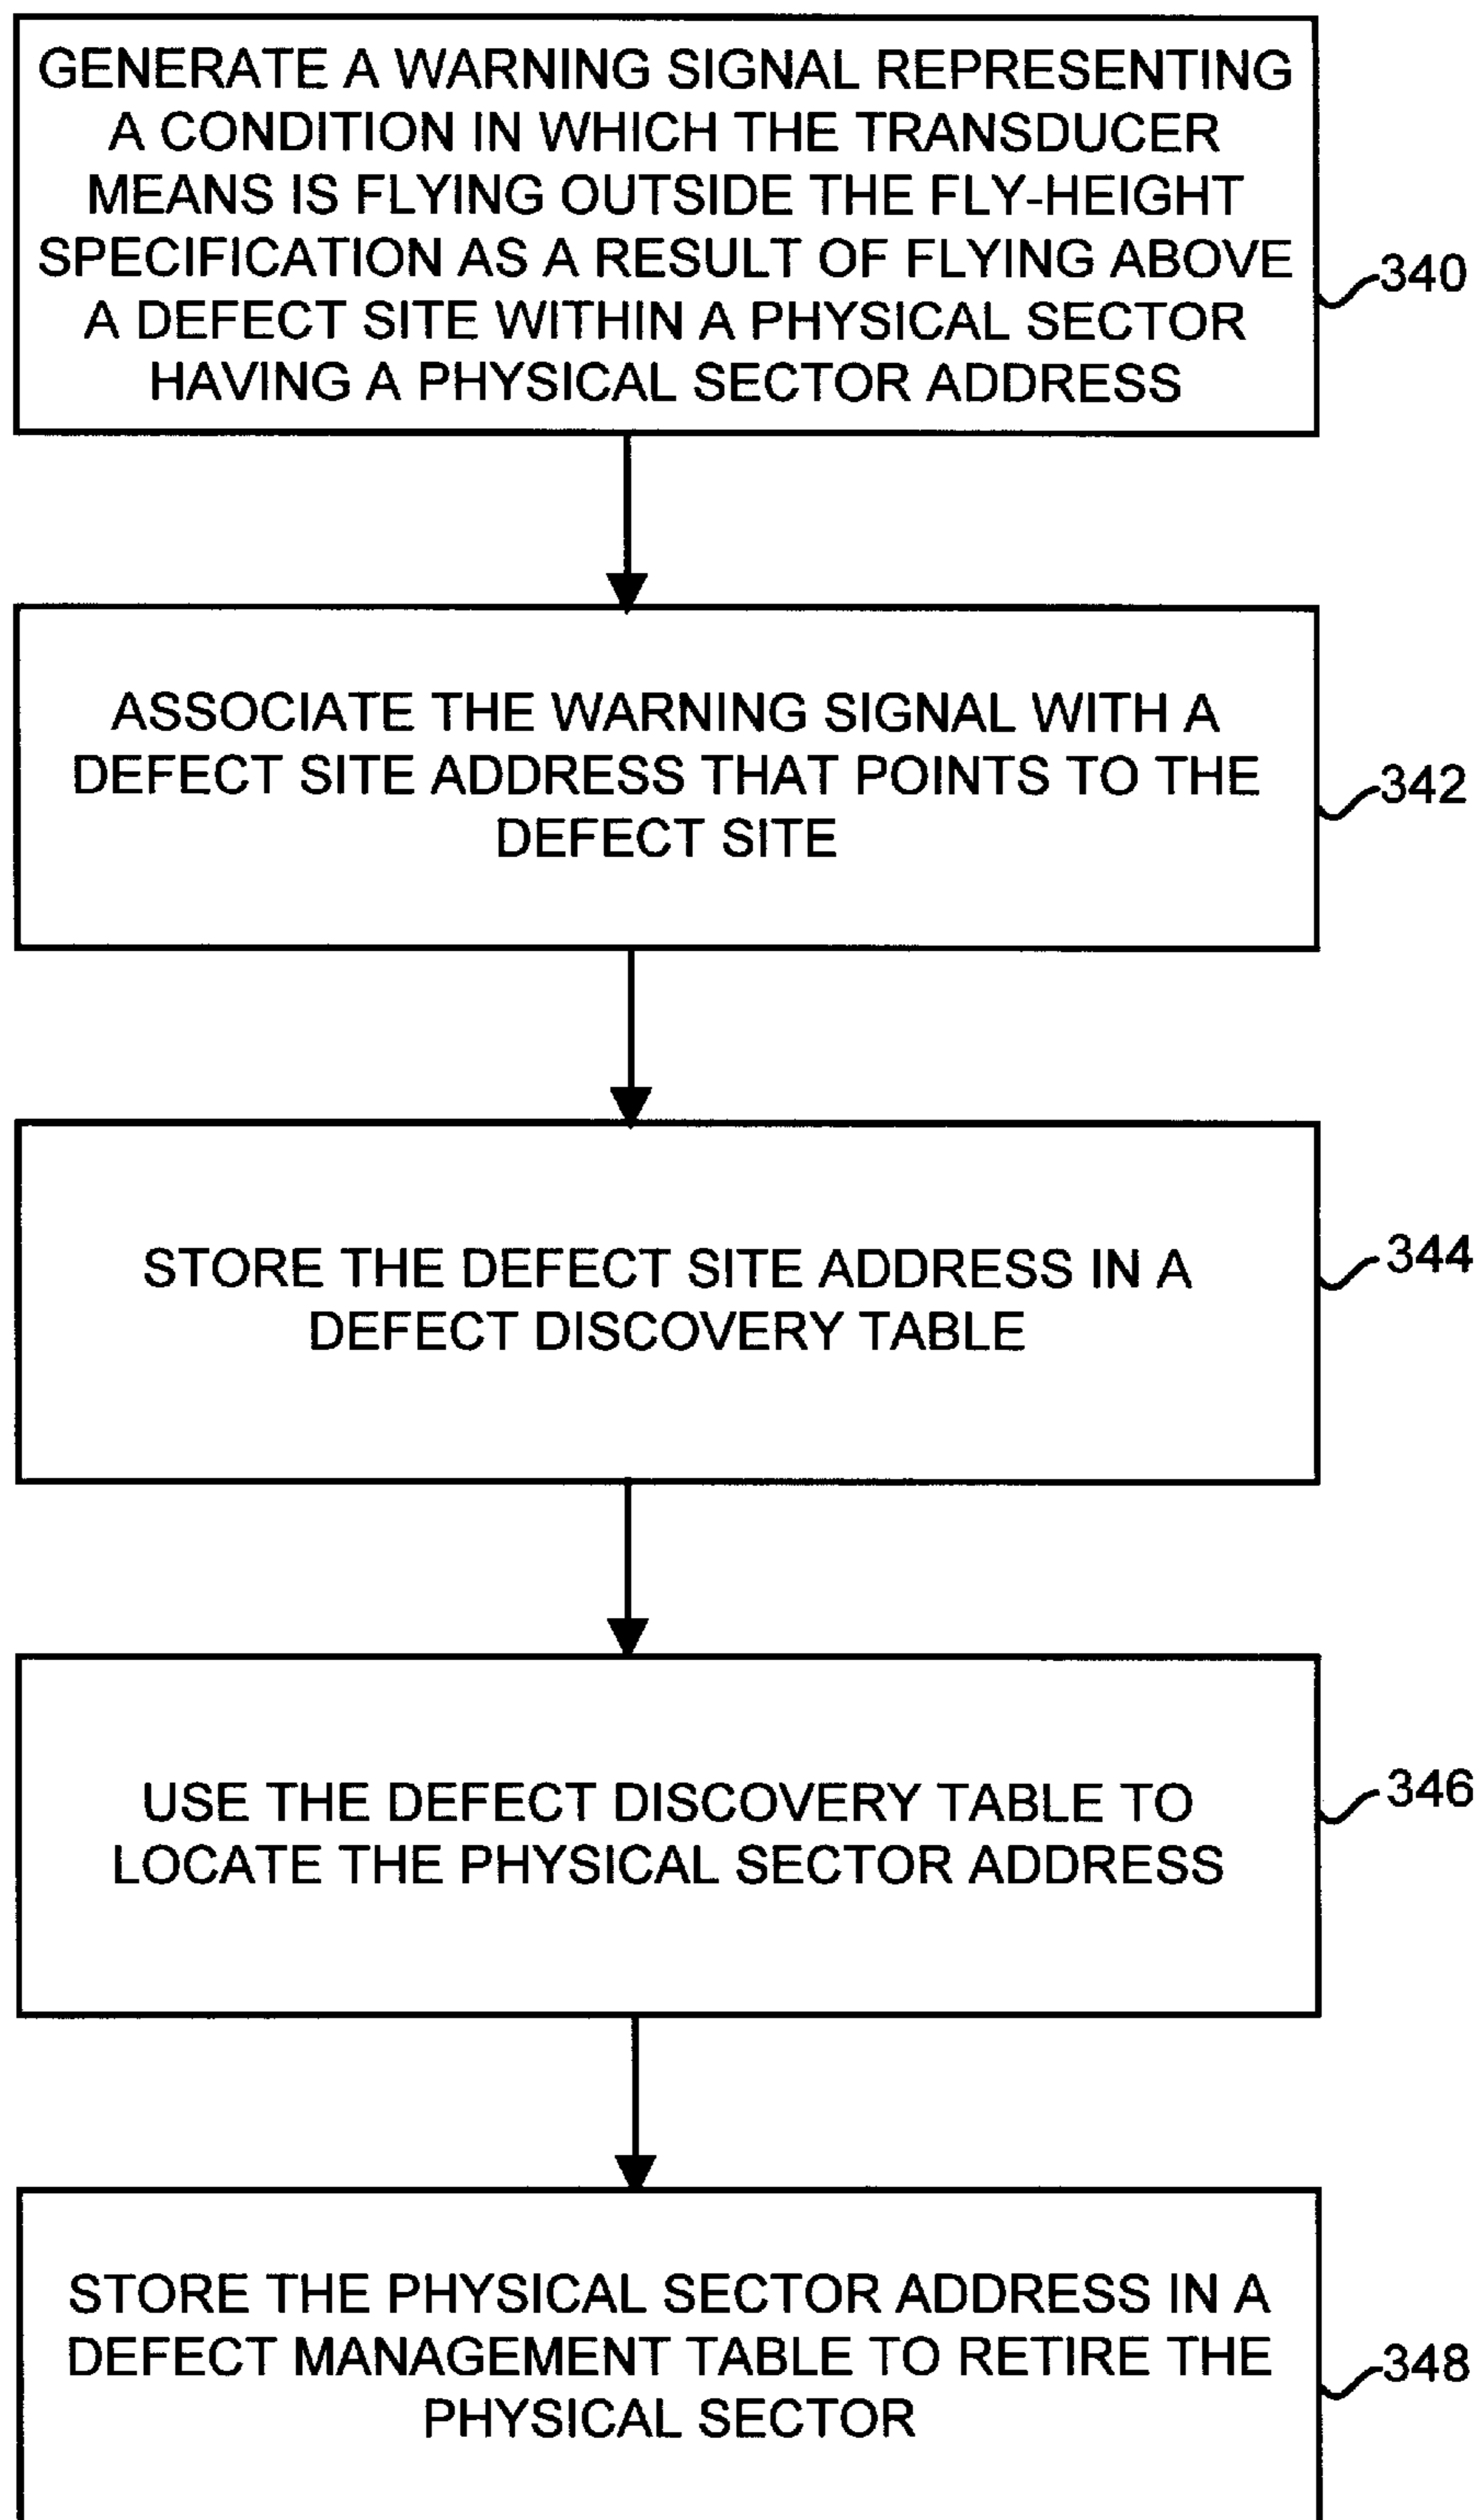 GENERATE A WARNING SIGNAL REPRESENTING
A CONDITION IN WHICH THE TRANSDUCER
MEANS IS FLYING OUTSIDE THE FLY-HEIGHT
SPECIFICATION AS A RESULT OF FLYING ABOVE
A DEFECT SITE WITHIN A PHYSICAL SECTOR
HAVING A PHYSICAL SECTOR ADDRESS
340
ASSOCIATE THE WARNING SIGNAL WITH A
DEFECT SITE ADDRESS THAT POINTS TO THE
DEFECT SITE
342
STORE THE DEFECT SITE ADDRESS IN A
DEFECT DISCOVERY TABLE
344
USE THE DEFECT DISCOVERY TABLE TO
LOCATE THE PHYSICAL SECTOR ADDRESS
346
STORE THE PHYSICAL SECTOR ADDRESS IN A
DEFECT MANAGEMENT TABLE TO RETIRE THE
PHYSICAL SECTOR
348